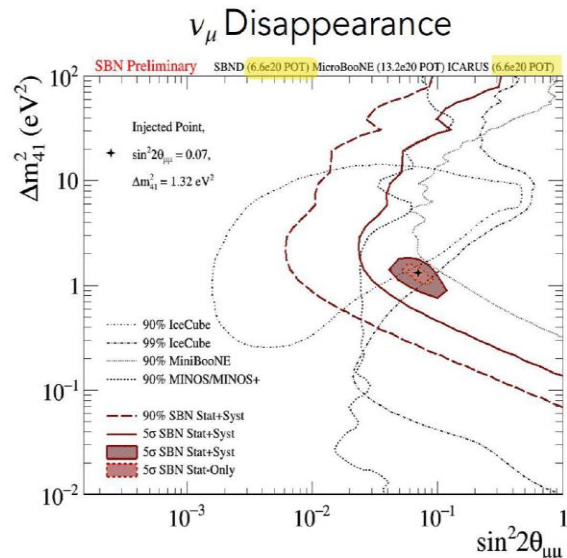 νμ Disappearance
SBN Preliminary SBND (6.6e20 POT) MicroBooNE (13.2e20 POT) ICARUS (6.6e20 POT)
Δm²₄₁ (eV²)
10²
10
1
10⁻¹
10⁻²
Injected Point,
sin²2θμμ = 0.07,
Δm²₄₁ = 1.32 eV²
90% IceCube
99% IceCube
90% MiniBooNE
90% MINOS/MINOS+
90% SBN Stat+Syst
5σ SBN Stat+Syst
5σ SBN Stat+Syst
5σ SBN Stat-Only
10⁻³ 10⁻² 10⁻¹ 1
sin²2θμμ